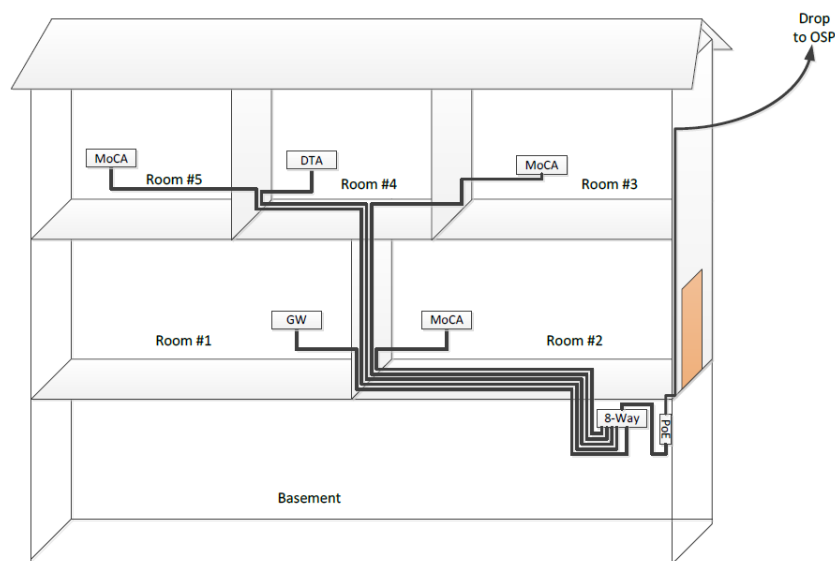 Drop
to OSP
MoCA
DTA
MoCA
Room #5
Room #4
Room #3
GW
MoCA
Room #1
Room #2
8-Way
PoE
Basement